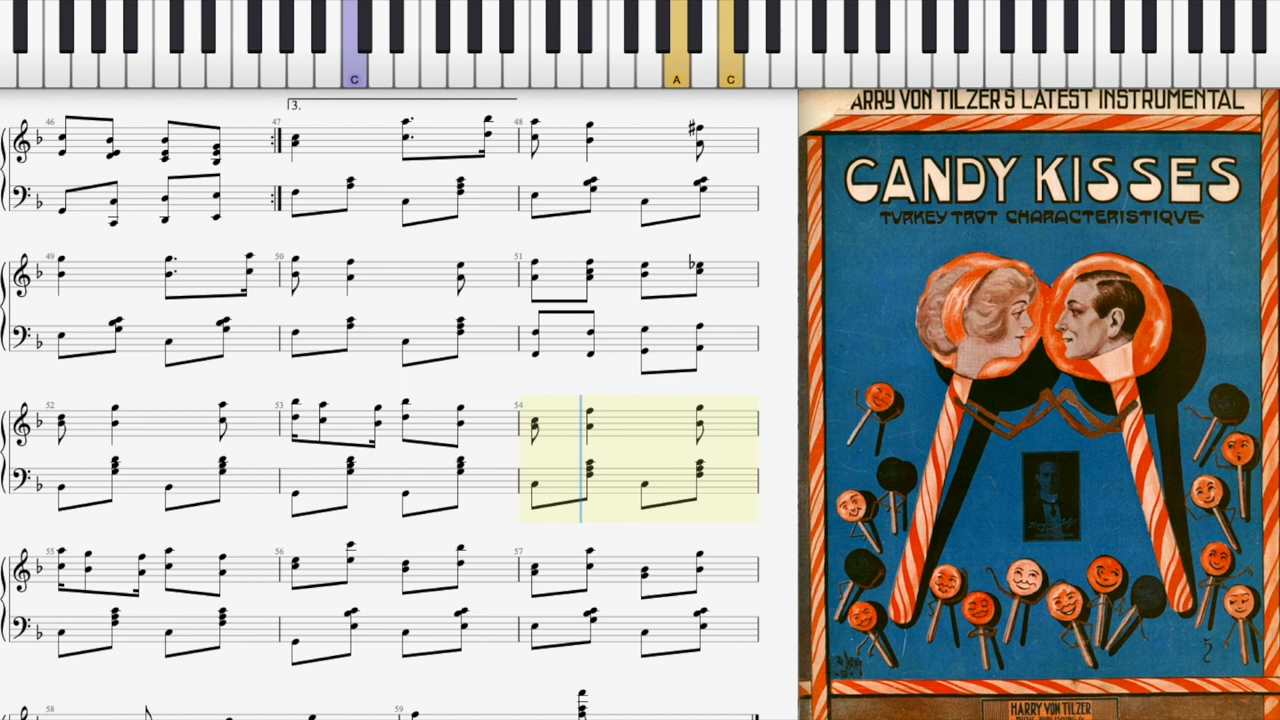 C
A
C
3.
46
47
48
49
50
51
52
53
54
55
56
57
58
59
ARRY VON TILZER'S LATEST INSTRUMENTAL
CANDY KISSES
TURKEY TROT CHARACTERISTIQUE
HARRY VON TILZER